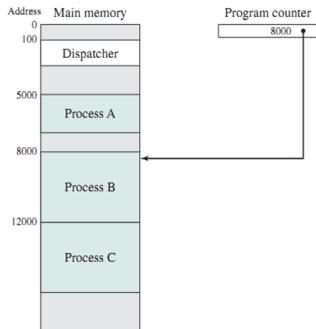 Address Main memory Program counter
0
100
8000
Dispatcher
5000
Process A
8000
Process B
12000
Process C